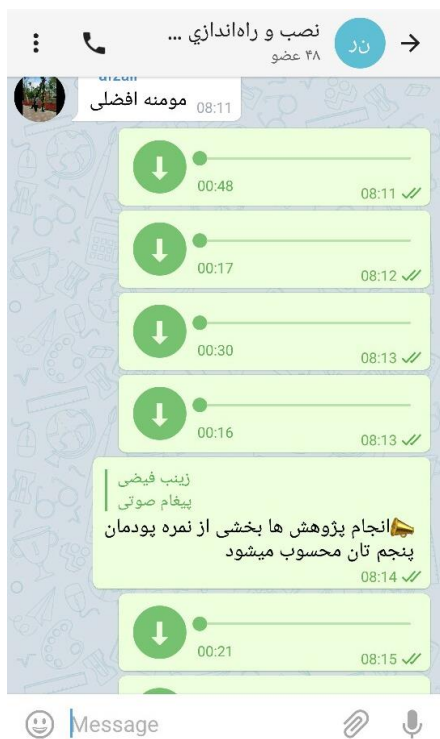 نصب و راه‌اندازي ...
۴۸ عضو
نر
مومنه افضلی
08:11
00:48
08:11
00:17
08:12
00:30
08:13
00:16
08:13
زینب فیضی
پیغام صوتی
📣انجام پژوهش ها بخشی از نمره پودمان
پنجم تان محسوب میشود
08:14
00:21
08:15
Message